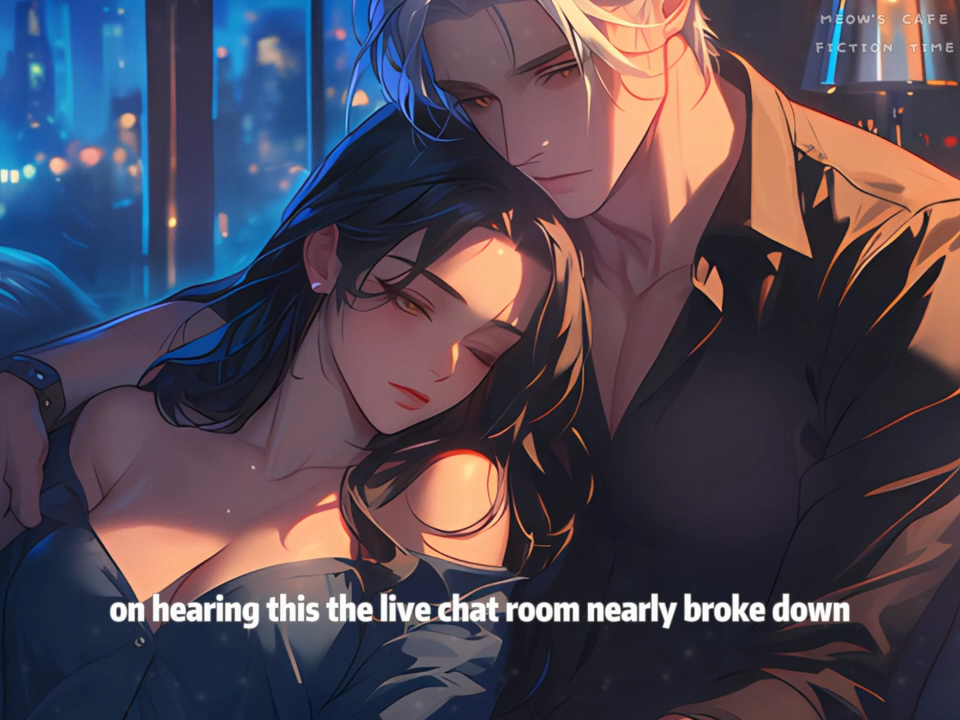 MEOW'S CAFE
FICTION TIME
on hearing this the live chat room nearly broke down